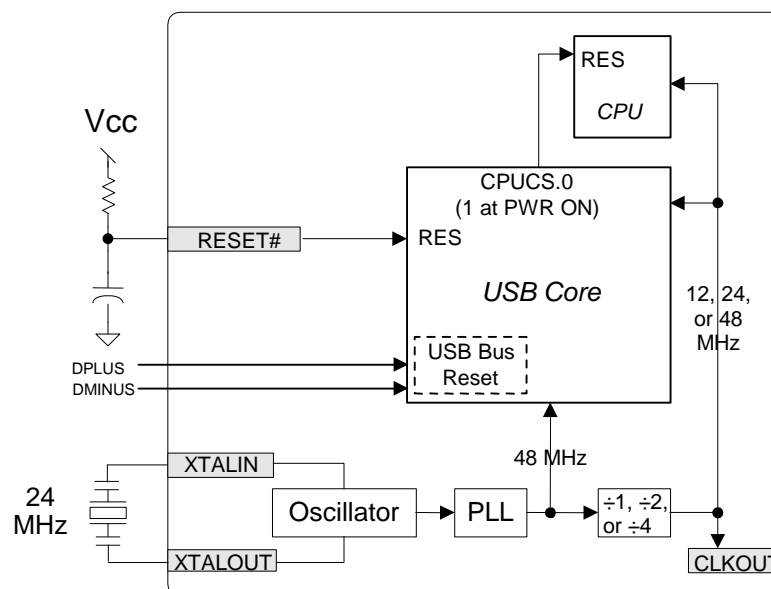 RES
CPU
Vcc
CPUCS.0
(1 at PWR ON)
RESET#
RES
USB Core
12, 24,
or 48
MHz
USB Bus
Reset
DPLUS
DMINUS
XTALIN
48 MHz
24
MHz
Oscillator
PLL
÷1, ÷2,
or ÷4
XTALOUT
CLKOUT